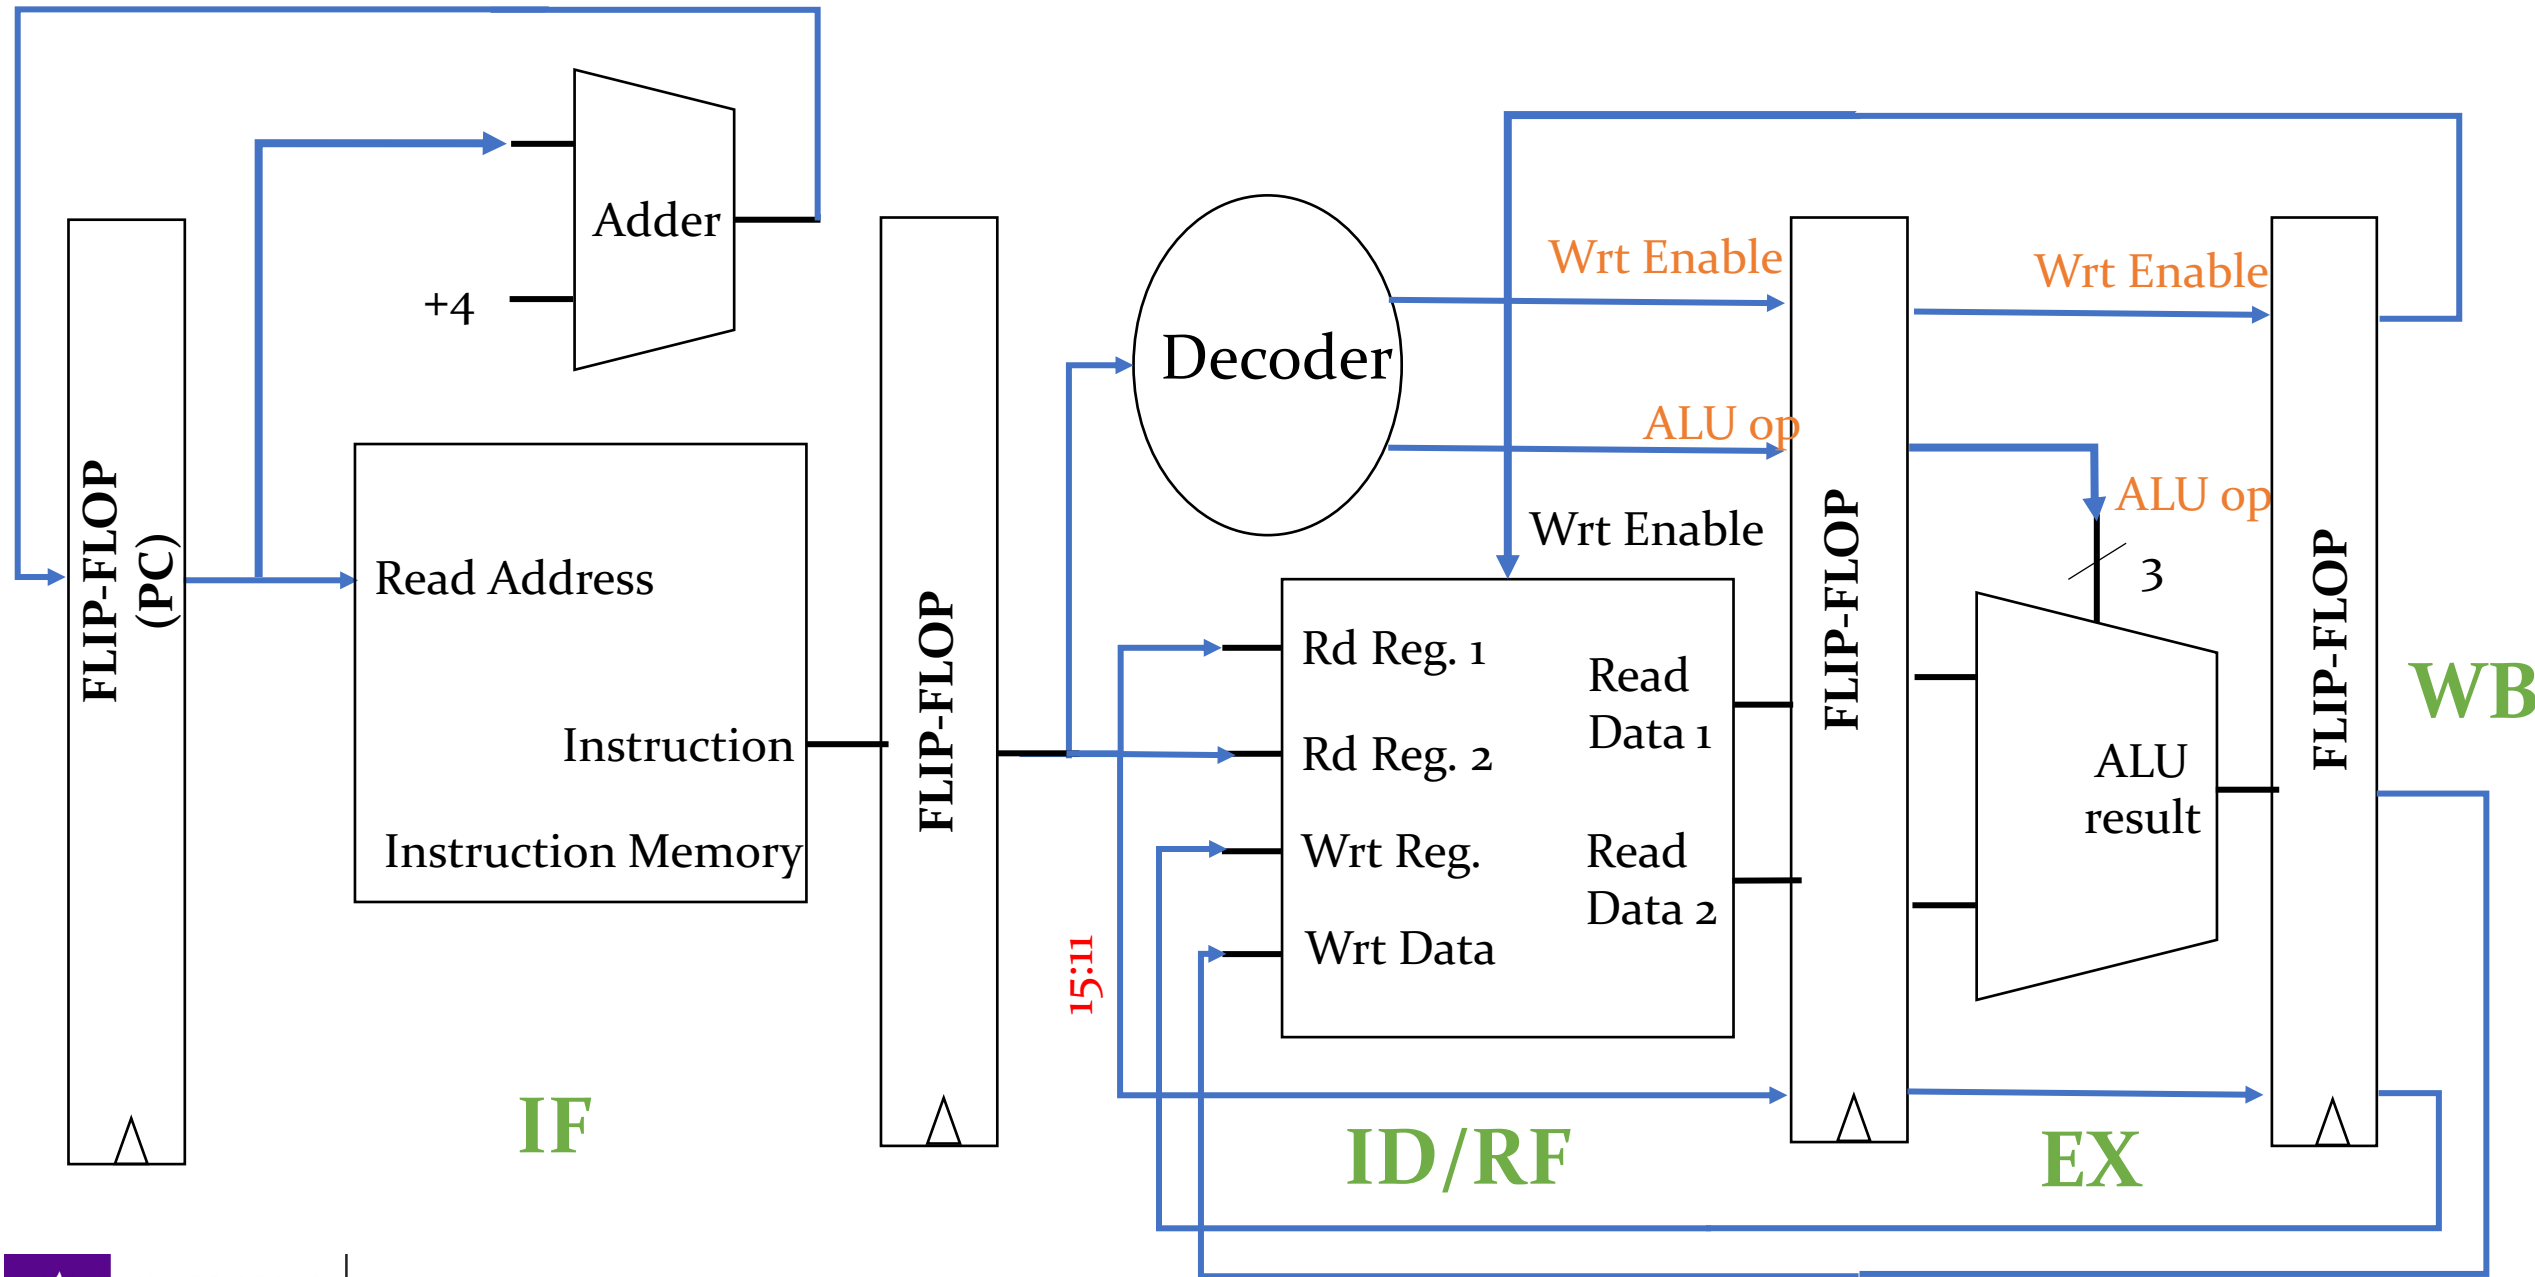 Adder
+4
FLIP-FLOP
(PC)
Read Address
Instruction
Instruction Memory
IF
FLIP-FLOP
Decoder
Wrt Enable
ALU op
Wrt Enable
Rd Reg. 1
Rd Reg. 2
Wrt Reg.
Wrt Data
Read
Data 1
Read
Data 2
15:11
ID/RF
FLIP-FLOP
Wrt Enable
ALU op
3
ALU
result
EX
FLIP-FLOP
WB